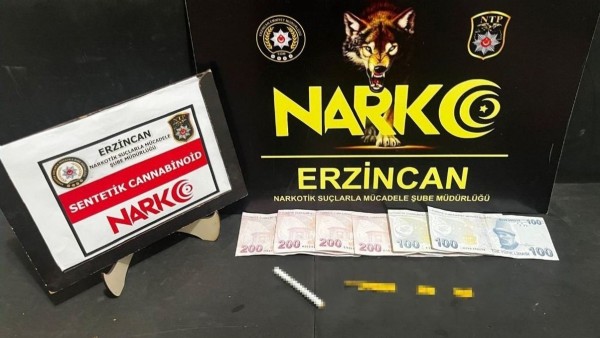 NTP
NARKO
ERZİNCAN
NARKOTİK SUÇLARLA MÜCADELE ŞUBE MÜDÜRLÜĞÜ
ERZİNCAN
NARKOTİK SUÇLARLA MÜCADELE
ŞUBE MÜDÜRLÜĞÜ
SENTETİK CANNABİNOİD
NARKO
200
200
200
200
100
100
100
100